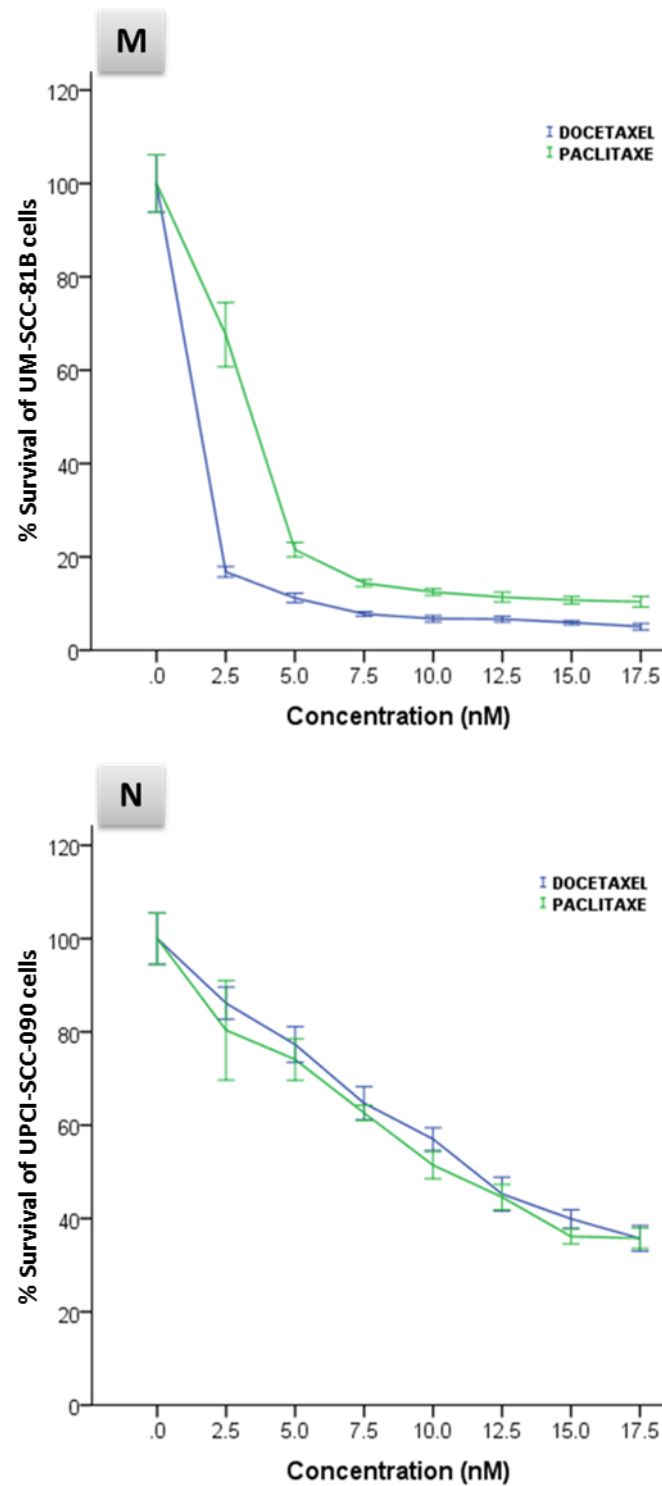 M
120
100
80
60
40
20
0
% Survival of UM-SCC-81B cells
DOCETAXEL
PACLITAXE
.0 2.5 5.0 7.5 10.0 12.5 15.0 17.5
Concentration (nM)
N
120
100
80
60
40
20
0
% Survival of UPCI-SCC-090 cells
DOCETAXEL
PACLITAXE
.0 2.5 5.0 7.5 10.0 12.5 15.0 17.5
Concentration (nM)